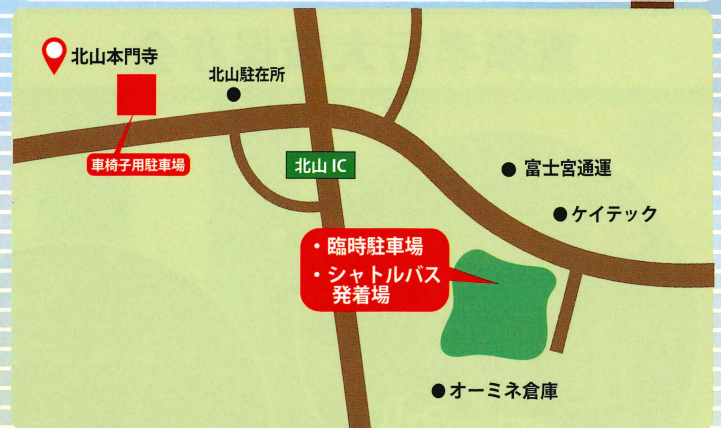 北山本門寺
北山駐在所
車椅子用駐車場
北山 IC
富士宮通運
ケイテック
・臨時駐車場
・シャトルバス
発着場
オーミネ倉庫